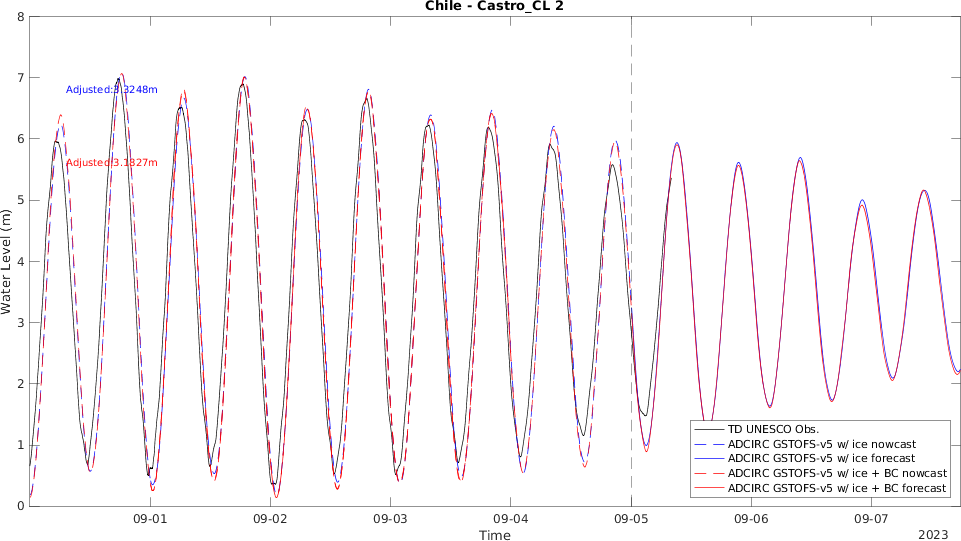 Chile - Castro_CL 2
8
7
6
5
4
3
2
1
0
Water Level (m)
Adjusted:3.3248m
Adjusted:3.1827m
TD UNESCO Obs.
ADCIRC GSTOFS-v5 w/ ice nowcast
ADCIRC GSTOFS-v5 w/ ice forecast
ADCIRC GSTOFS-v5 w/ ice + BC nowcast
ADCIRC GSTOFS-v5 w/ ice + BC forecast
09-01 09-02 09-03 09-04 09-05 09-06 09-07
Time
2023